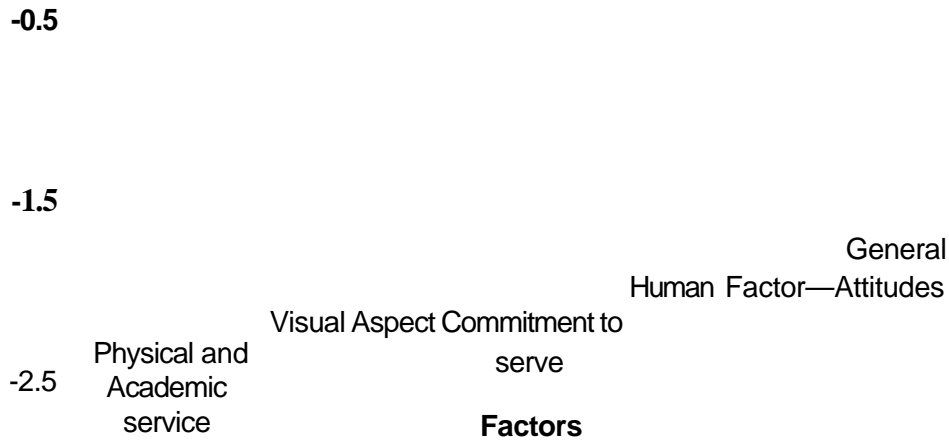 -0.5
-1.5
General
Human Factor—Attitudes
Visual Aspect Commitment to
serve
Physical and
Academic
service
-2.5
Factors